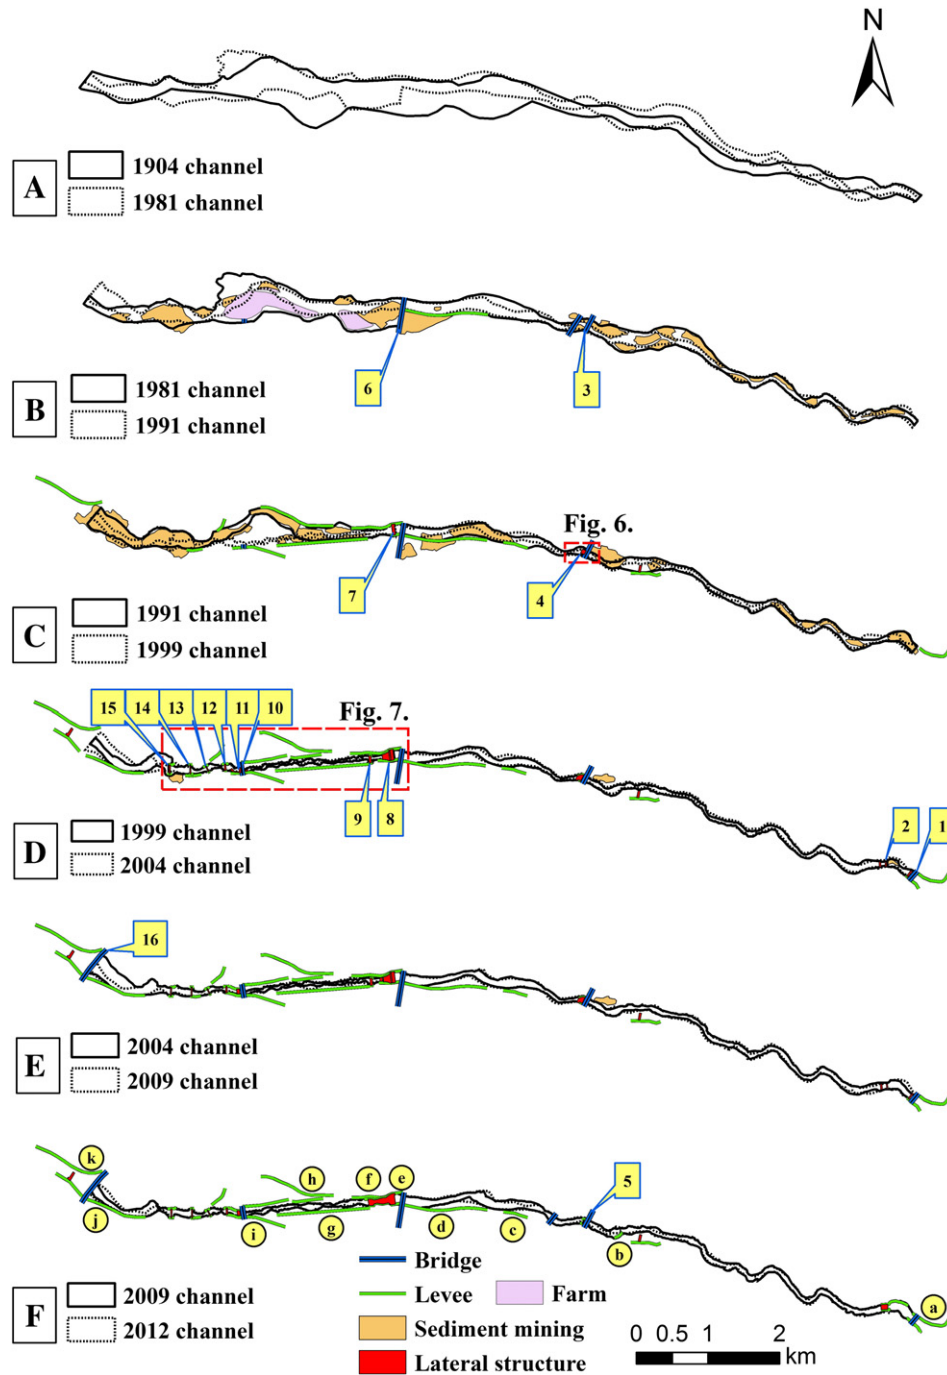 N
A
1904 channel
1981 channel
6
3
B
1981 channel
1991 channel
Fig. 6.
7
4
C
1991 channel
1999 channel
15 14 13 12 11 10
Fig. 7.
9 8
2 1
D
1999 channel
2004 channel
16
E
2004 channel
2009 channel
k
h f e
5
j
i
g
d
c
b
a
F
2009 channel
2012 channel
Bridge
Levee
Farm
Sediment mining
Lateral structure
0 0.5 1 2
km